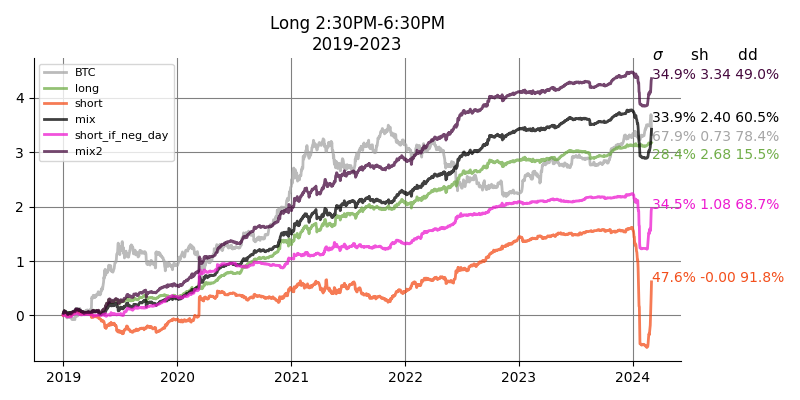 Long 2:30PM-6:30PM
2019-2023
σ sh dd
34.9% 3.34 49.0%
33.9% 2.40 60.5%
67.9% 0.73 78.4%
28.4% 2.68 15.5%
34.5% 1.08 68.7%
47.6% -0.00 91.8%
BTC
long
short
mix
short_if_neg_day
mix2
4
3
2
1
0
2019 2020 2021 2022 2023 2024